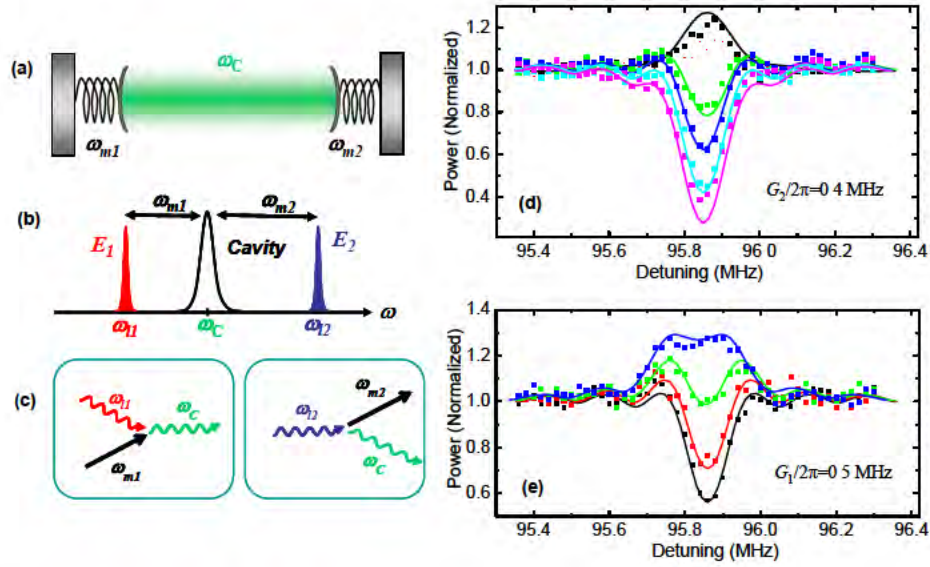 (a)
ω_C
ω_m1
ω_m2
(b)
ω_m1
ω_m2
E_1
Cavity
E_2
ω_l1
ω_C
ω_l2
ω
(c)
ω_l1
ω_C
ω_m1
ω_m2
ω_l2
ω_C
1.2
1.0
0.8
0.6
0.4
Power (Normalized)
(d)
G_2/2π=0 4 MHz
95.4 95.6 95.8 96.0 96.2 96.4
Detuning (MHz)
1.4
1.2
1.0
0.8
0.6
Power (Normalized)
(e)
G_1/2π=0 5 MHz
95.4 95.6 95.8 96.0 96.2 96.4
Detuning (MHz)